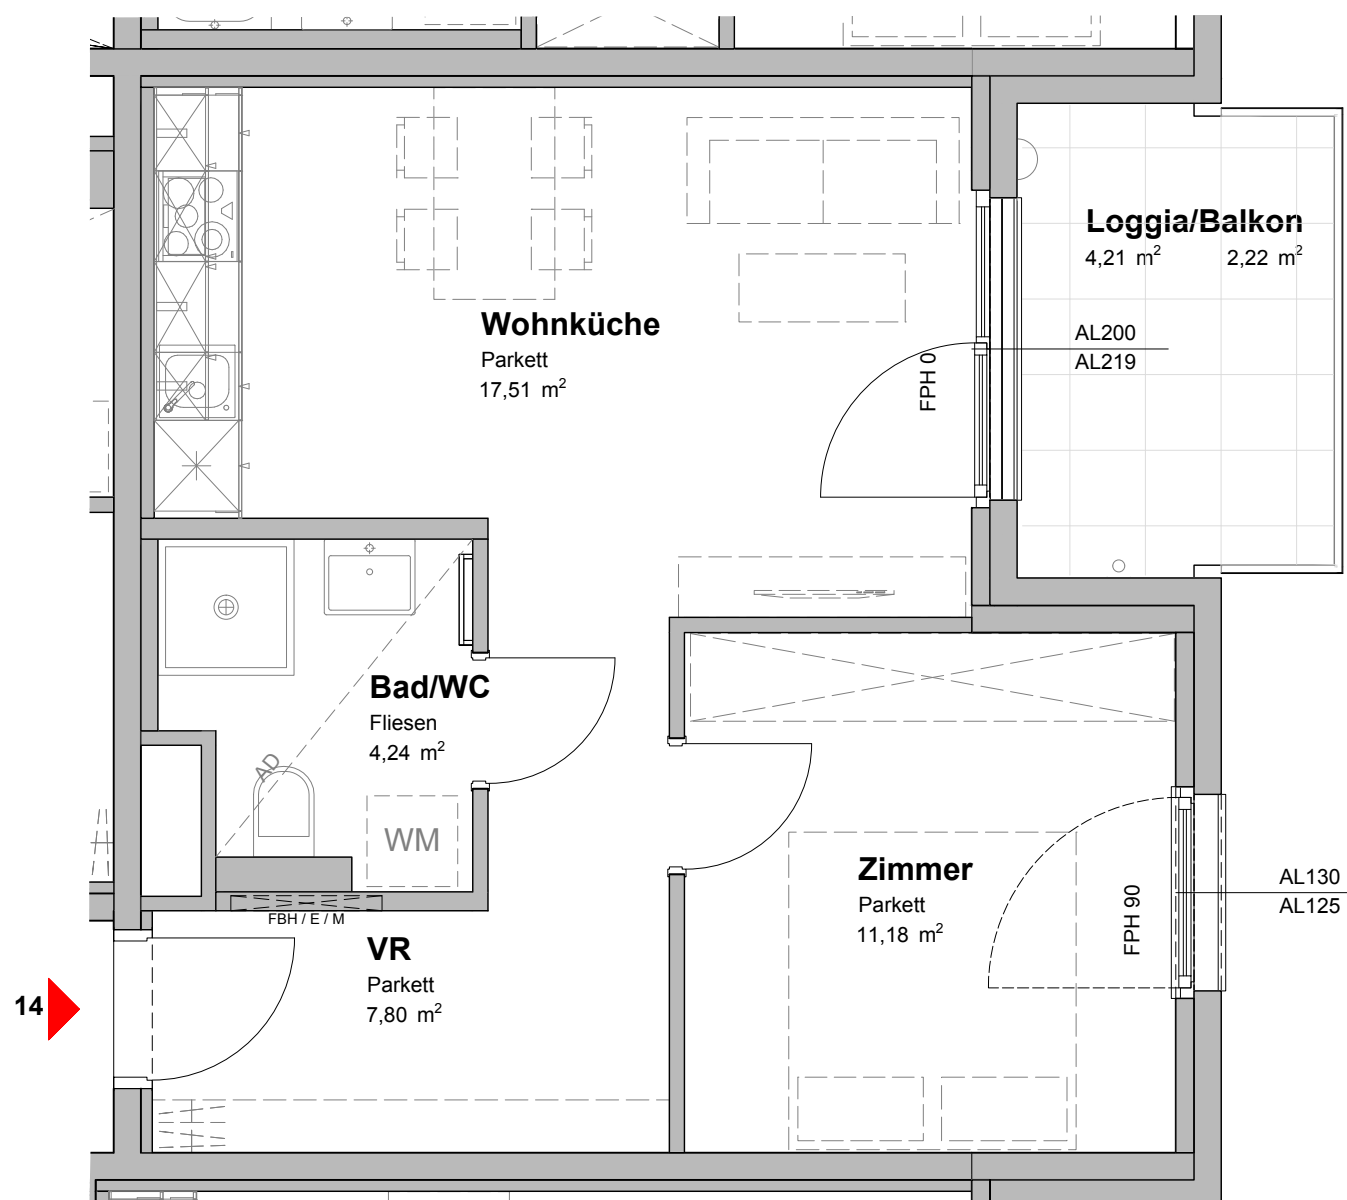 Loggia/Balkon
4,21 m² 2,22 m²
Wohnküche
Parkett
17,51 m²
AL200
AL219
FPH 0
Bad/WC
Fliesen
4,24 m²
AD
WM
FBH / E / M
Zimmer
Parkett
11,18 m²
FPH 90
AL130
AL125
VR
Parkett
7,80 m²
14